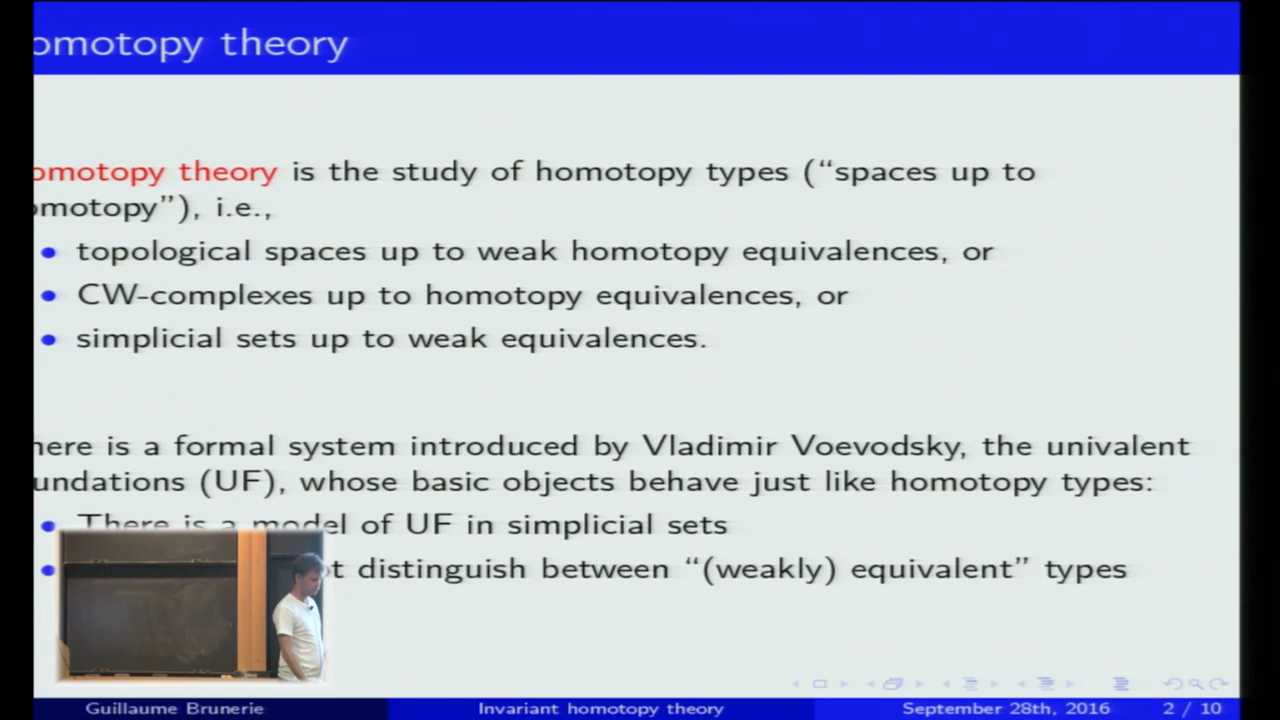 omotopy theory
omotopy theory is the study of homotopy types (“spaces up to
omotopy”), i.e.,
• topological spaces up to weak homotopy equivalences, or
• CW-complexes up to homotopy equivalences, or
• simplicial sets up to weak equivalences.
here is a formal system introduced by Vladimir Voevodsky, the univalent
undations (UF), whose basic objects behave just like homotopy types:
• There is a model of UF in simplicial sets
• distinguish between “(weakly) equivalent” types
Guillaume Brunerie Invariant homotopy theory September 28th, 2016 2 / 10